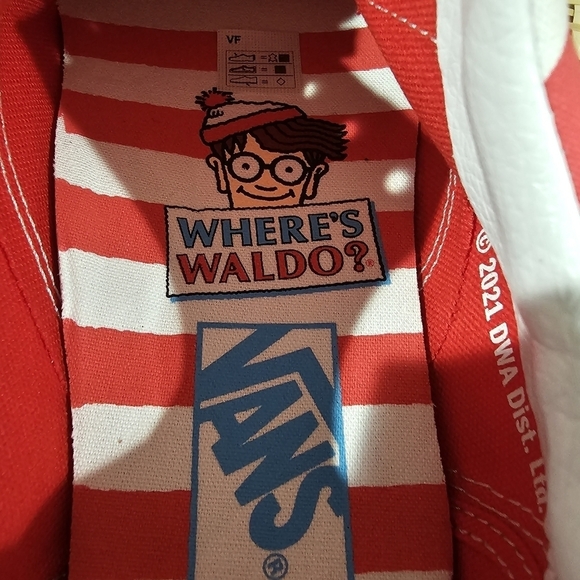 VF
WHERE'S
WALDO?®
VANS
®
© 2021 DWA Dist. Ltd.